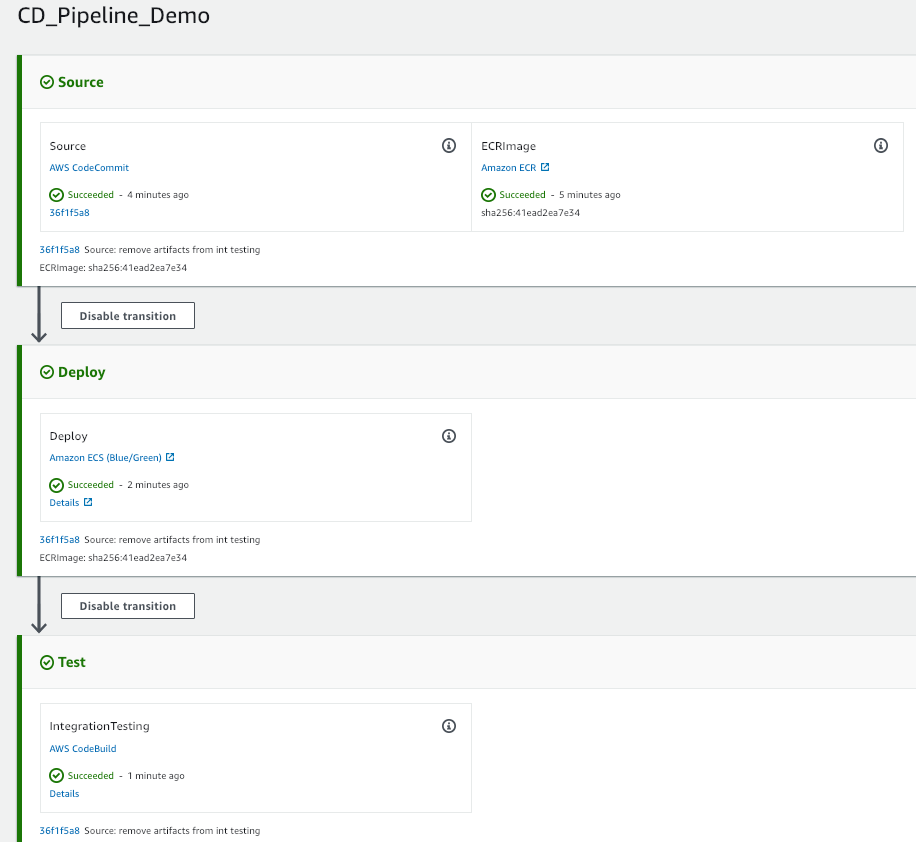 CD_Pipeline_Demo
Source
Source
AWS CodeCommit
Succeeded - 4 minutes ago
36f1f5a8
ECRImage
Amazon ECR
Succeeded - 5 minutes ago
sha256:41ead2ea7e34
36f1f5a8 Source: remove artifacts from int testing
ECRImage: sha256:41ead2ea7e34
Disable transition
Deploy
Deploy
Amazon ECS (Blue/Green)
Succeeded - 2 minutes ago
Details
36f1f5a8 Source: remove artifacts from int testing
ECRImage: sha256:41ead2ea7e34
Disable transition
Test
IntegrationTesting
AWS CodeBuild
Succeeded - 1 minute ago
Details
36f1f5a8 Source: remove artifacts from int testing